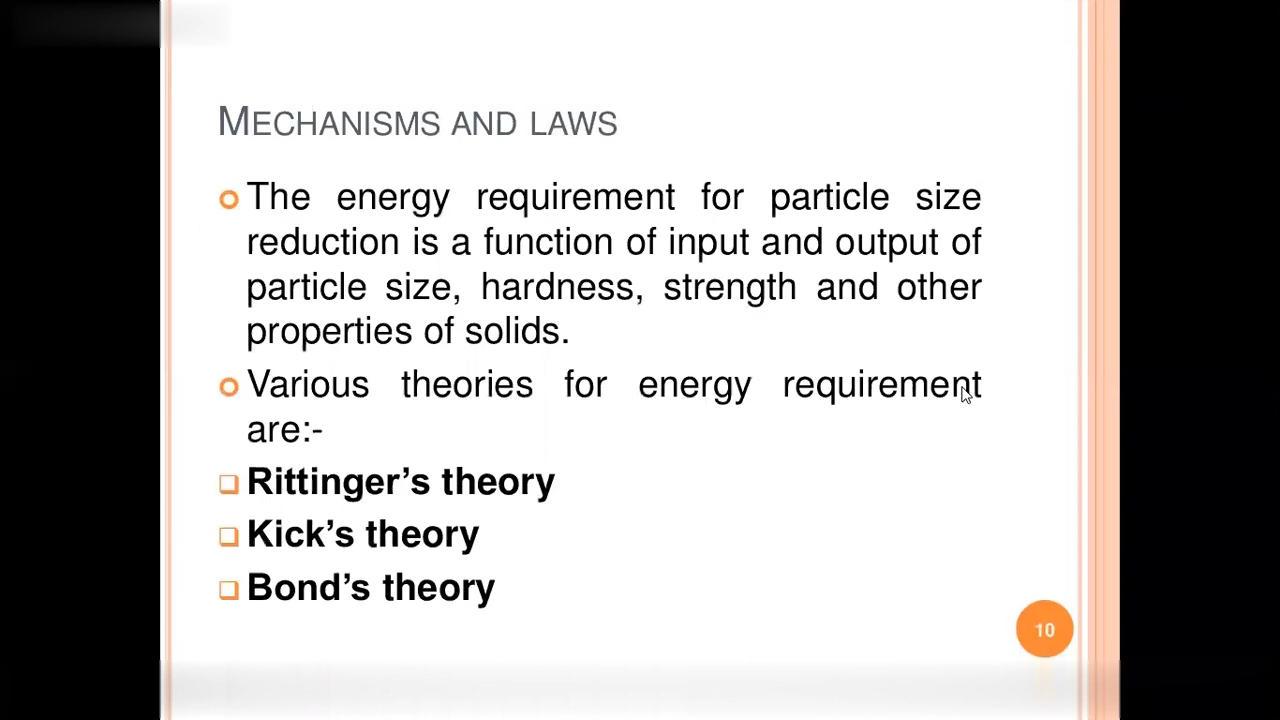 MECHANISMS AND LAWS
The energy requirement for particle size
reduction is a function of input and output of
particle size, hardness, strength and other
properties of solids.
Various theories for energy requirement
are:-
Rittinger’s theory
Kick’s theory
Bond’s theory
10